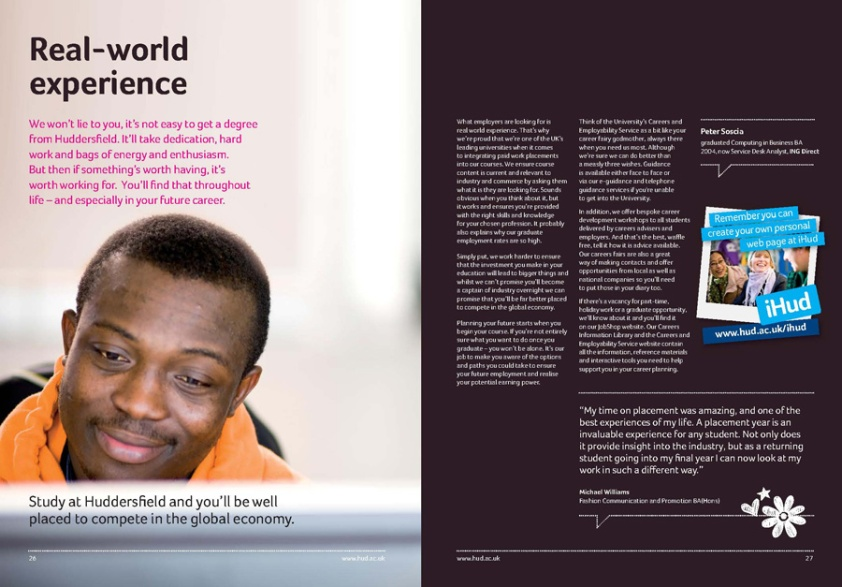 Real-world
experience
We won't lie to you, it's not easy to get a degree
from Huddersfield. It'll take dedication, hard
work and bags of energy and enthusiasm.
But then if something's worth having, it's
worth working for. You'll find that throughout
life – and especially in your future career.
Study at Huddersfield and you'll be well
placed to compete in the global economy.
26
www.hud.ac.uk
What employers are looking for is
real world experience. That's why
we're proud that we're one of the UK's
leading universities when it comes
to integrating paid work placements
into our courses. We ensure course
content is current and relevant to
industry and commerce by asking them
what it is they are looking for. Sounds
obvious when you think about it, but
it works and ensures you're provided
with the right skills and knowledge
for your chosen profession. It probably
also explains why our graduate
employment rates are so high.
Simply put, we work harder to ensure
that the investment you make in your
education will lead to bigger things and
whilst we can't promise you'll become
a captain of industry overnight we can
promise that you'll be far better placed
to compete in the global economy.
Planning your future starts when you
begin your course. If you're not entirely
sure what you want to do once you
graduate – you won't be alone. It's our
job to make you aware of the options
and paths you could take to ensure
your future employment and realise
your potential earning power.
Think of the University's Careers and
Employability Service as a bit like your
career fairy godmother, always there
when you need us most. Although
we're sure we can do better than
a measly three wishes. Guidance
is available either face to face or
via our e-guidance and telephone
guidance services if you're unable
to get into the University.
In addition, we offer bespoke career
development workshops to all students
delivered by careers advisers and
employers. And that's the best, waffle
free, tell it how it is advice available.
Our careers fairs are also a great
way of making contacts and offer
opportunities from local as well as
national companies so you'll need
to put those in your diary too.
If there's a vacancy for part-time,
holiday work or a graduate opportunity,
we'll know about it and you'll find it
on our JobShop website. Our Careers
Information Library and the Careers and
Employability Service website contain
all the information, reference materials
and interactive tools you need to help
support you in your career planning.
Peter Soscia
graduated Computing in Business BA
2004, now Service Desk Analyst, ING Direct
Remember you can
create your own personal
web page at iHud
iHud
www.hud.ac.uk/ihud
"My time on placement was amazing, and one of the
best experiences of my life. A placement year is an
invaluable experience for any student. Not only does
it provide insight into the industry, but as a returning
student going into my final year I can now look at my
work in such a different way."
Michael Williams
Fashion Communication and Promotion BA(Hons)
www.hud.ac.uk
27